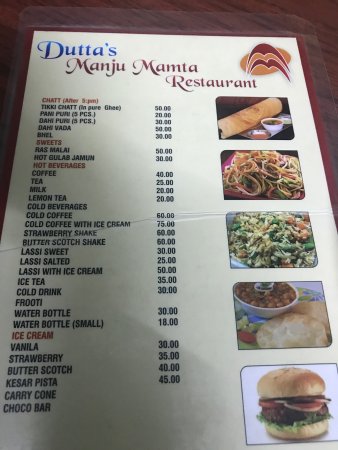 Dutta's
Manju Mamta
Restaurant
CHATT (After 5:pm)
TIKKI CHATT (In pure Ghee) 50.00
PANI PURI (5 PCS.) 20.00
DAHI PURI (5 PCS.) 30.00
DAHI VADA 50.00
BHEL 30.00
SWEETS
RAS MALAI 50.00
HOT GULAB JAMUN 30.00
HOT BEVERAGES
COFFEE 40.00
TEA 25.00
MILK 20.00
LEMON TEA 20.00
COLD BEVERAGES
COLD COFFEE 60.00
COLD COFFEE WITH ICE CREAM 75.00
STRAWBERRY SHAKE 60.00
BUTTER SCOTCH SHAKE 60.00
LASSI SWEET 30.00
LASSI SALTED 25.00
LASSI WITH ICE CREAM 50.00
ICE TEA 35.00
COLD DRINK 30.00
FROOTI
WATER BOTTLE 30.00
WATER BOTTLE (SMALL) 18.00
ICE CREAM
VANILA 30.00
STRAWBERRY 35.00
BUTTER SCOTCH 40.00
KESAR PISTA 45.00
CARRY CONE
CHOCO BAR